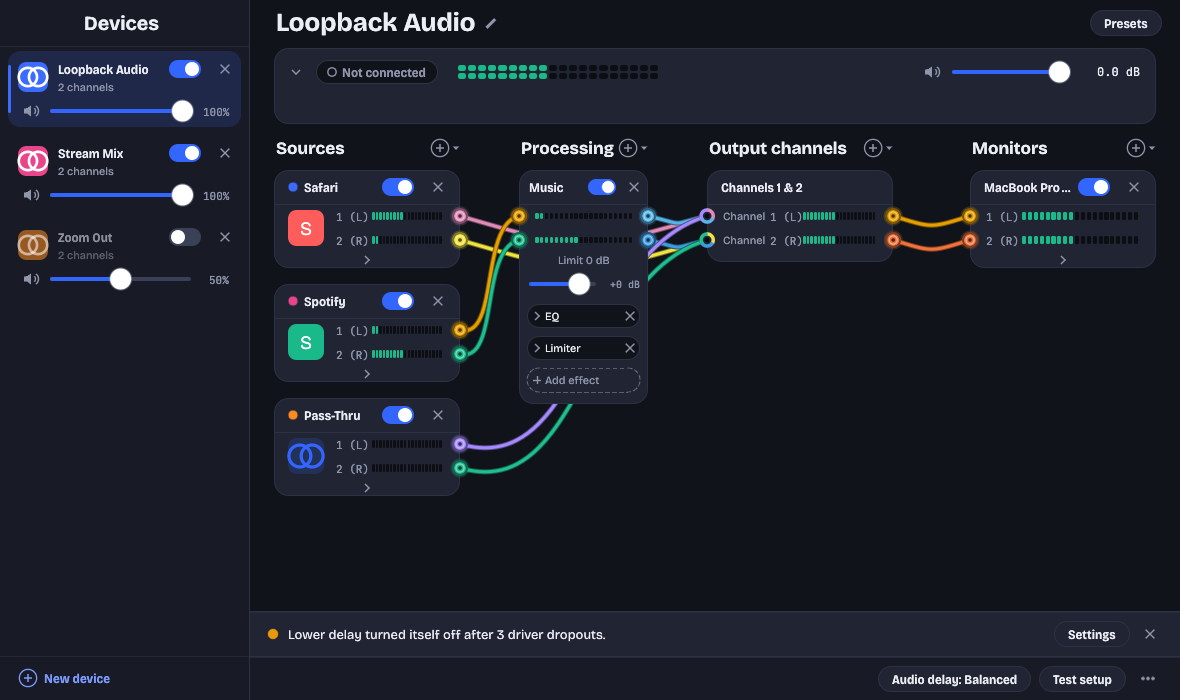 Devices
Loopback Audio
2 channels
100%
Stream Mix
2 channels
100%
Zoom Out
2 channels
50%
New device
Loopback Audio
Presets
Not connected
0.0 dB
Sources
Processing
Output channels
Monitors
Safari
S
1 (L)
2 (R)
Spotify
S
1 (L)
2 (R)
Pass-Thru
1 (L)
2 (R)
Music
Limit 0 dB
+0 dB
EQ
Limiter
+ Add effect
Channels 1 & 2
Channel 1 (L)
Channel 2 (R)
MacBook Pro ...
1 (L)
2 (R)
Lower delay turned itself off after 3 driver dropouts.
Settings
Audio delay: Balanced
Test setup